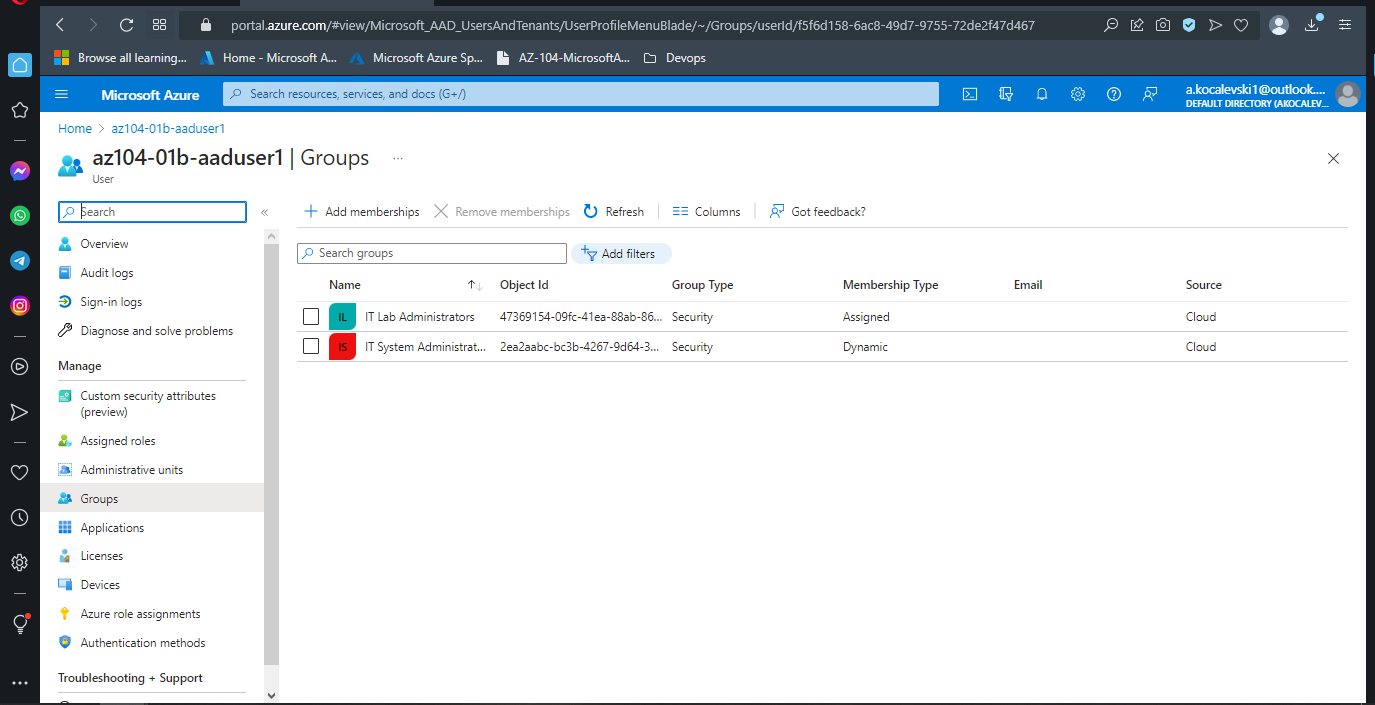 portal.azure.com/#view/Microsoft_AAD_UsersAndTenants/UserProfileMenuBlade/~/Groups/userId/f5f6d158-6ac8-49d7-9755-72de2f47d467
Browse all learning... Home - Microsoft A... Microsoft Azure Sp... AZ-104-MicrosoftA... Devops
Microsoft Azure Search resources, services, and docs (G+/) a.kocalevski1@outlook....
DEFAULT DIRECTORY (AKOCALEV...
Home > az104-01b-aaduser1
az104-01b-aaduser1 | Groups ...
User
Search «
Add memberships Remove memberships Refresh Columns Got feedback?
Overview
Audit logs
Sign-in logs
Diagnose and solve problems
Manage
Custom security attributes
(preview)
Assigned roles
Administrative units
Groups
Applications
Licenses
Devices
Azure role assignments
Authentication methods
Troubleshooting + Support
Search groups Add filters
Name Object Id Group Type Membership Type Email Source
IL IT Lab Administrators 47369154-09fc-41ea-88ab-86... Security Assigned Cloud
IS IT System Administrat... 2ea2aabc-bc3b-4267-9d64-3... Security Dynamic Cloud